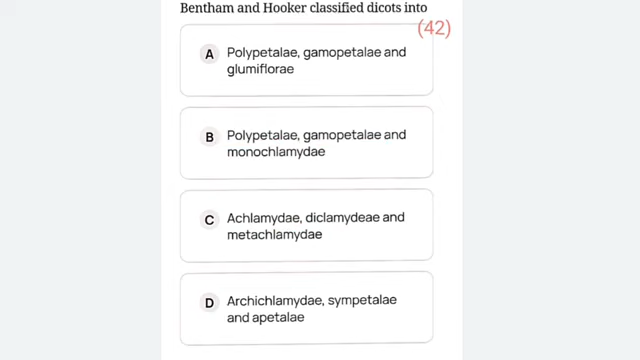 Bentham and Hooker classified dicots into
(42)
A Polypetalae, gamopetalae and
glumiflorae
B Polypetalae, gamopetalae and
monochlamydae
C Achlamydae, diclamydeae and
metachlamydae
D Archichlamydae, sympetalae
and apetalae